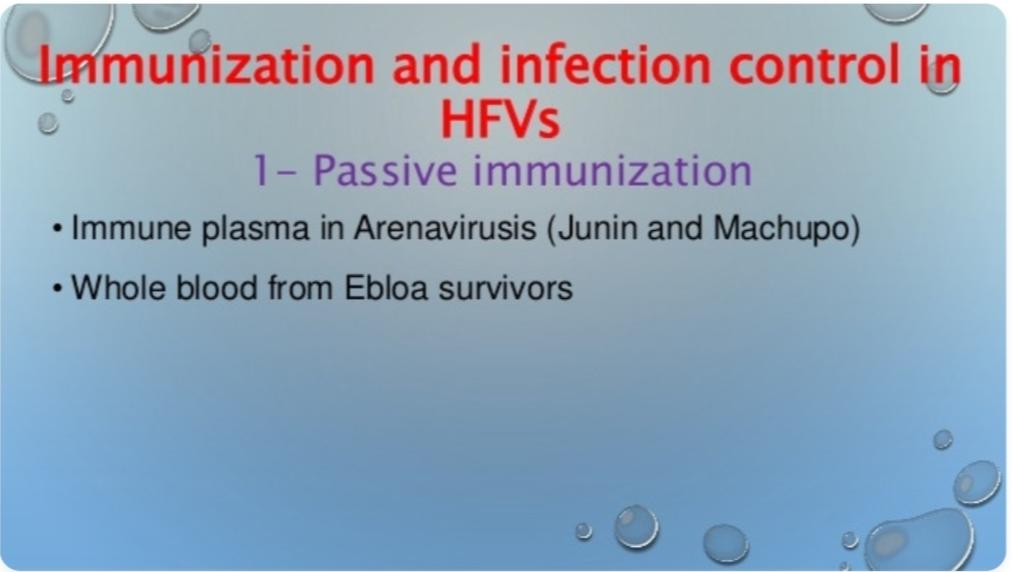 Immunization and infection control in
HFVs
1- Passive immunization
• Immune plasma in Arenavirusis (Junin and Machupo)
• Whole blood from Ebloa survivors